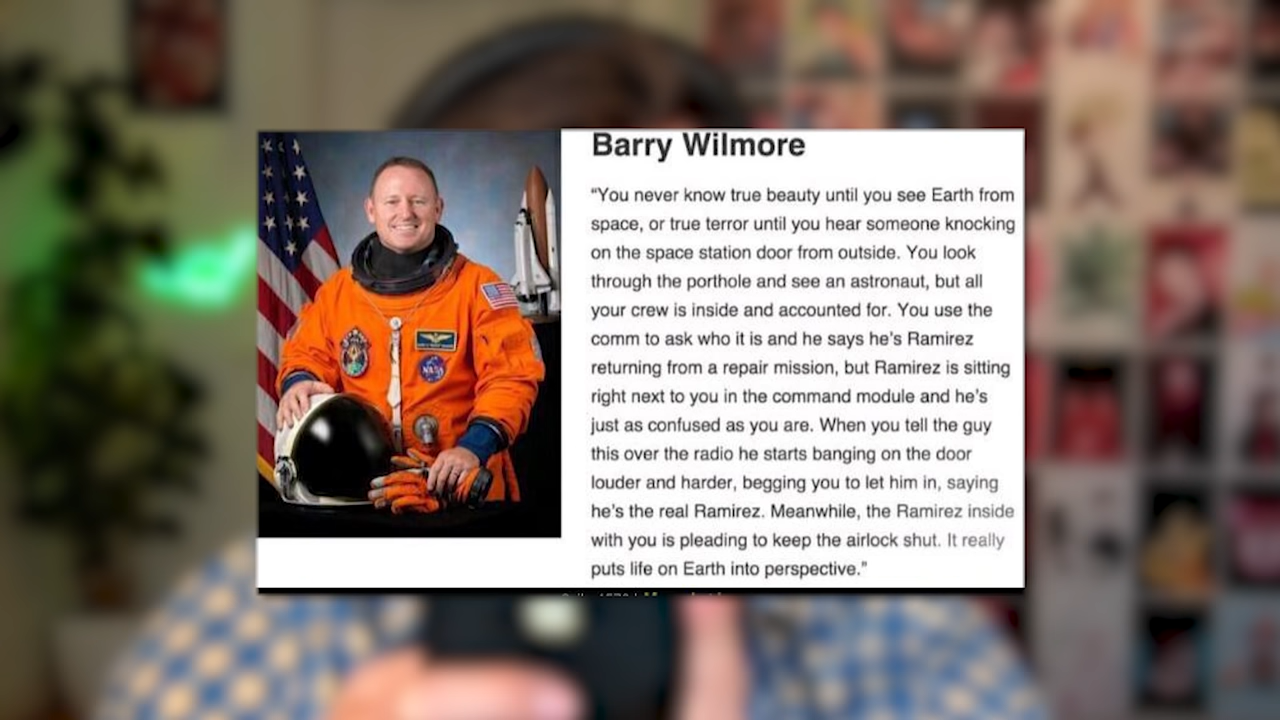 Barry Wilmore
“You never know true beauty until you see Earth from
space, or true terror until you hear someone knocking
on the space station door from outside. You look
through the porthole and see an astronaut, but all
your crew is inside and accounted for. You use the
comm to ask who it is and he says he’s Ramirez
returning from a repair mission, but Ramirez is sitting
right next to you in the command module and he’s
just as confused as you are. When you tell the guy
this over the radio he starts banging on the door
louder and harder, begging you to let him in, saying
he’s the real Ramirez. Meanwhile, the Ramirez inside
with you is pleading to keep the airlock shut. It really
puts life on Earth into perspective.”
NASA